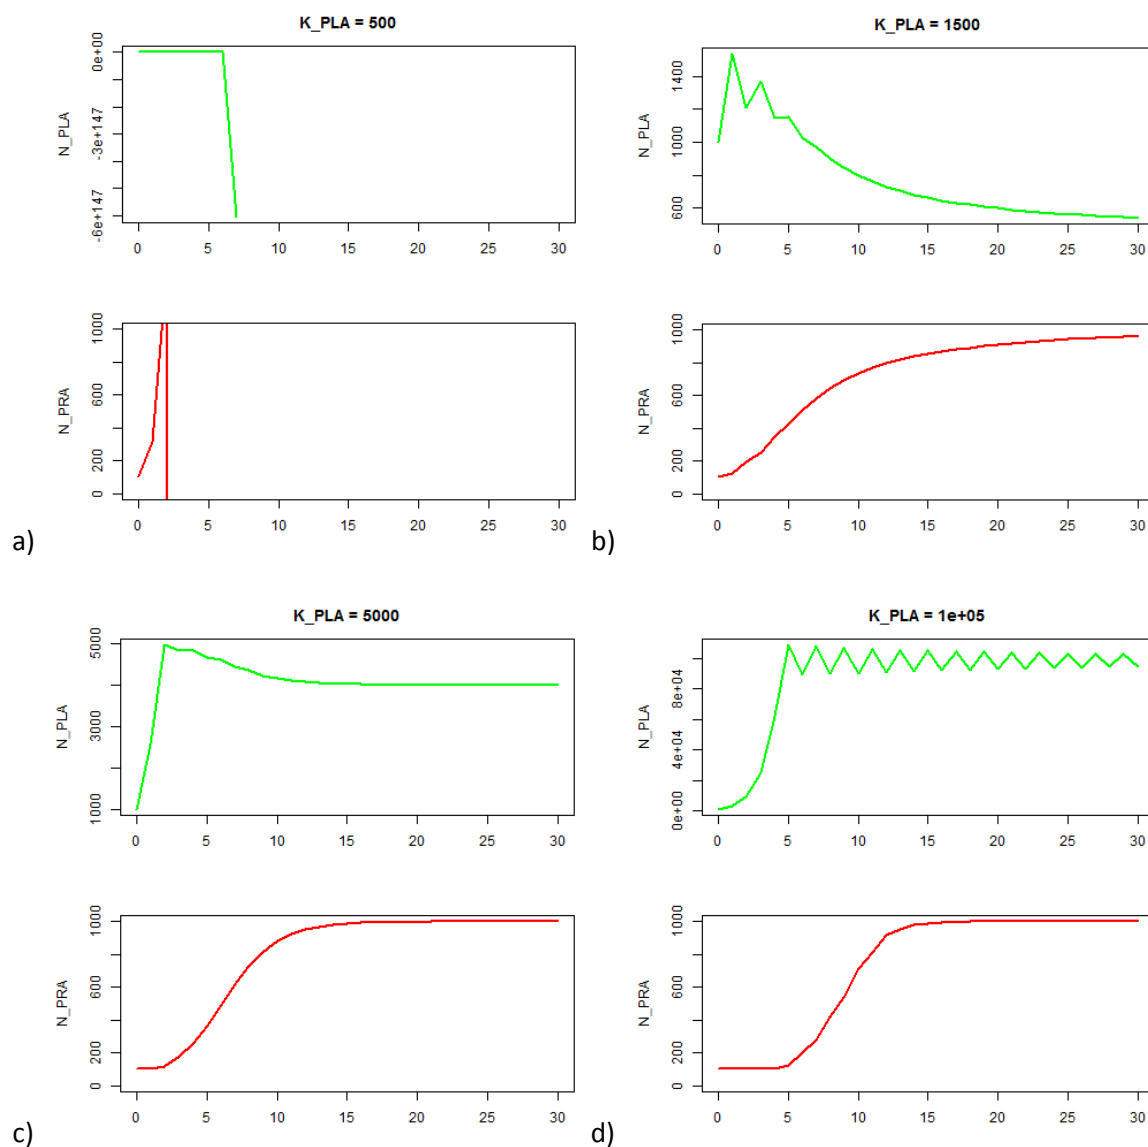 K_PLA = 500
N_PLA
0e+00
-3e+147
-6e+147
0 5 10 15 20 25 30
N_PRA
1000
600
200
0
0 5 10 15 20 25 30
a)
K_PLA = 1500
N_PLA
1400
1000
600
0 5 10 15 20 25 30
N_PRA
1000
600
200
0
0 5 10 15 20 25 30
b)
K_PLA = 5000
N_PLA
5000
3000
1000
0 5 10 15 20 25 30
N_PRA
1000
600
200
0
0 5 10 15 20 25 30
c)
K_PLA = 1e+05
N_PLA
8e+04
4e+04
0e+00
0 5 10 15 20 25 30
N_PRA
1000
600
200
0
0 5 10 15 20 25 30
d)